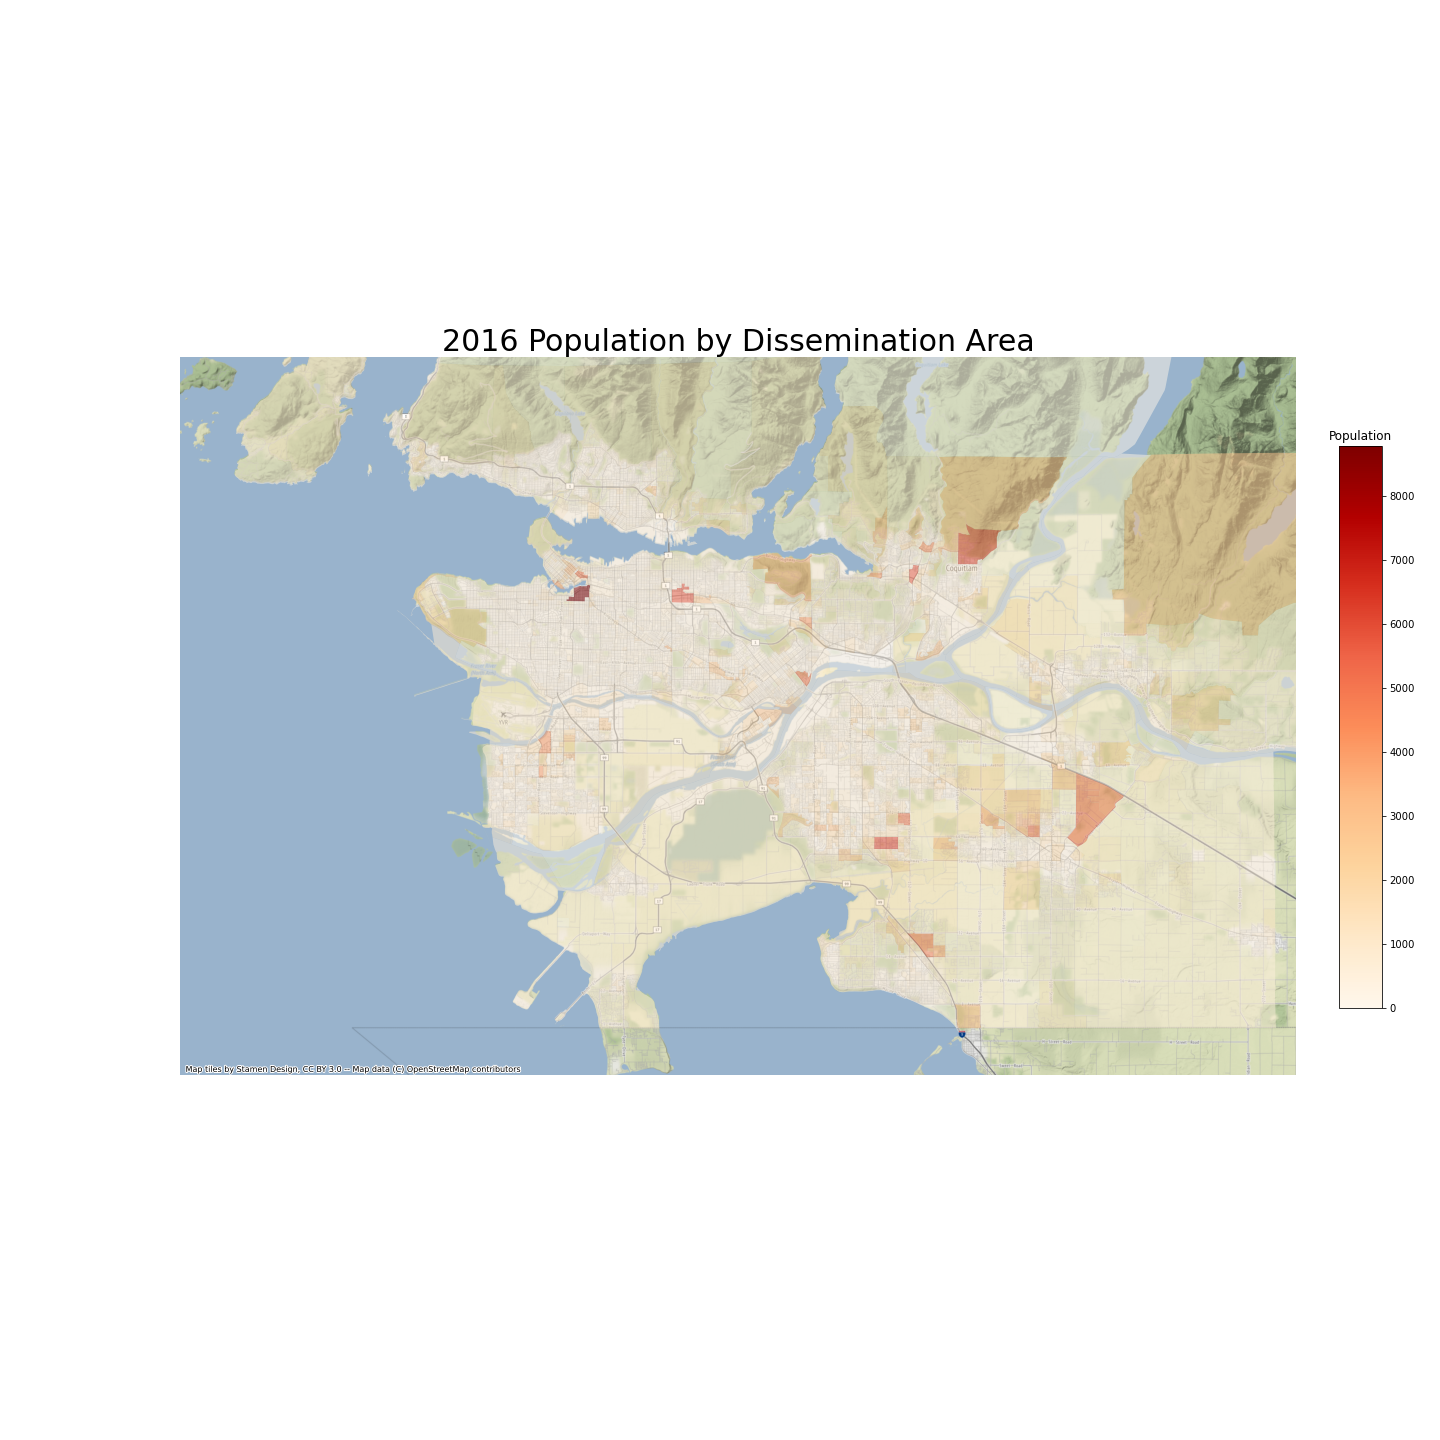 2016 Population by Dissemination Area
Population
8000
7000
6000
5000
4000
3000
2000
1000
0
Coquitlam
YVR
Map tiles by Stamen Design, CC BY 3.0 -- Map data (C) OpenStreetMap contributors